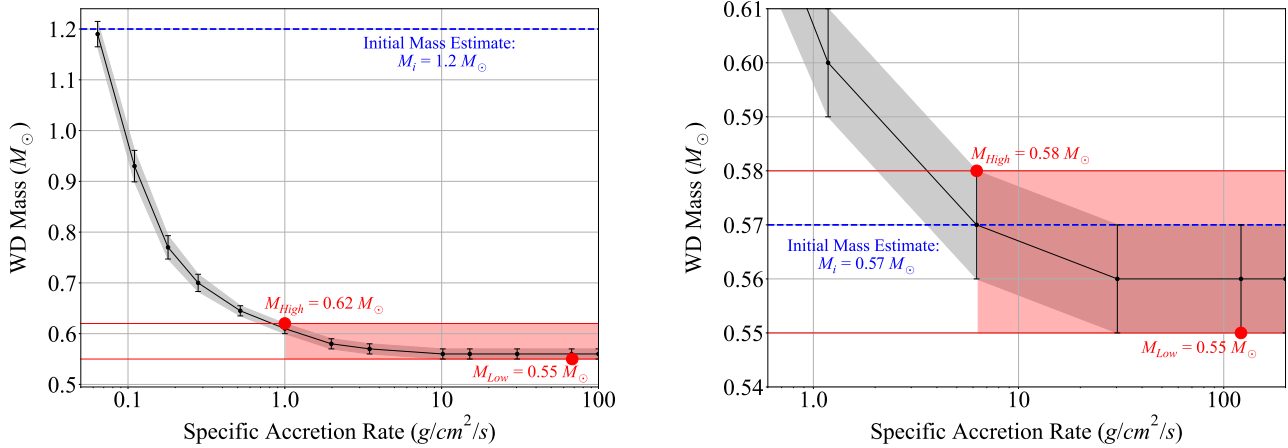 1.2
1.1
1.0
0.9
0.8
0.7
0.6
0.5
WD Mass (M☉)
Initial Mass Estimate:
M_i = 1.2 M☉
M_High = 0.62 M☉
M_Low = 0.55 M☉
0.1
1.0
10
100
Specific Accretion Rate (g/cm²/s)
0.61
0.60
0.59
0.58
0.57
0.56
0.55
0.54
WD Mass (M☉)
M_High = 0.58 M☉
Initial Mass Estimate:
M_i = 0.57 M☉
M_Low = 0.55 M☉
1.0
10
100
Specific Accretion Rate (g/cm²/s)